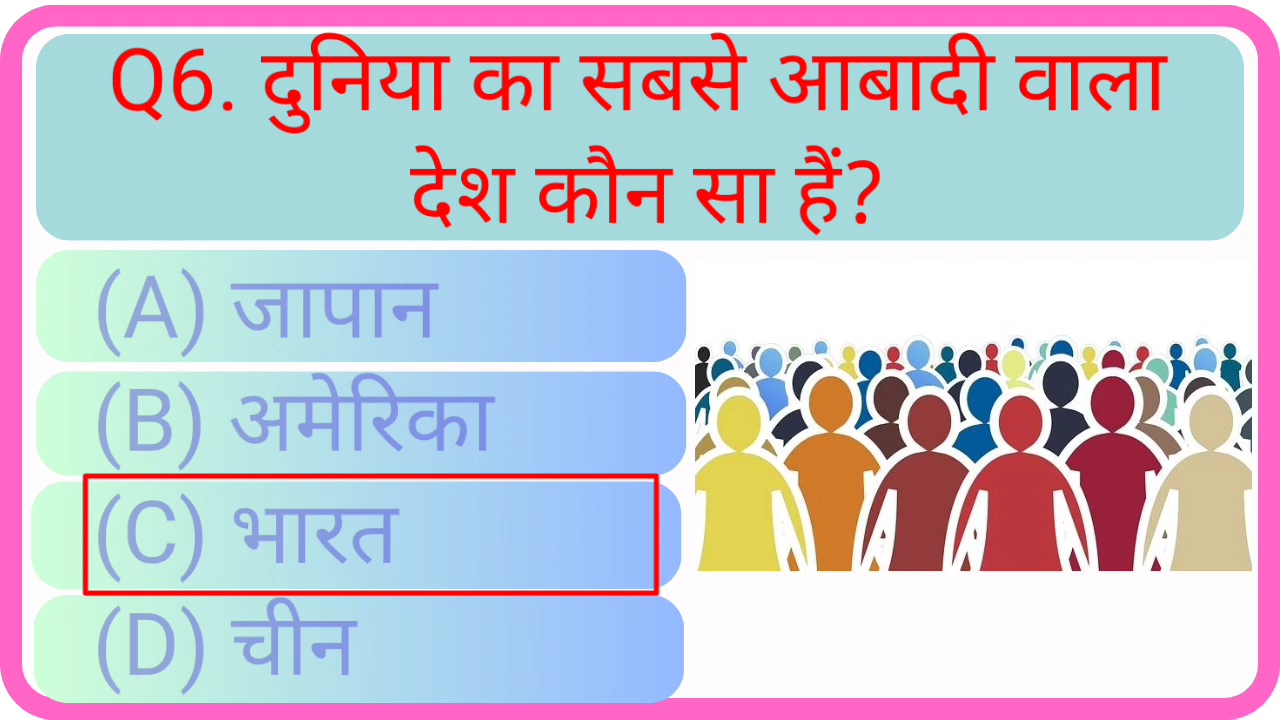 Q6. दुनिया का सबसे आबादी वाला
देश कौन सा हैं?
(A) जापान
(B) अमेरिका
(C) भारत
(D) चीन